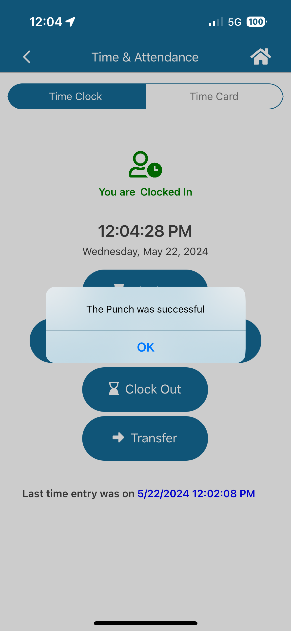 12:04
5G 100
Time & Attendance
Time Clock
Time Card
You are Clocked In
12:04:28 PM
Wednesday, May 22, 2024
The Punch was successful
OK
Clock Out
Transfer
Last time entry was on 5/22/2024 12:02:08 PM